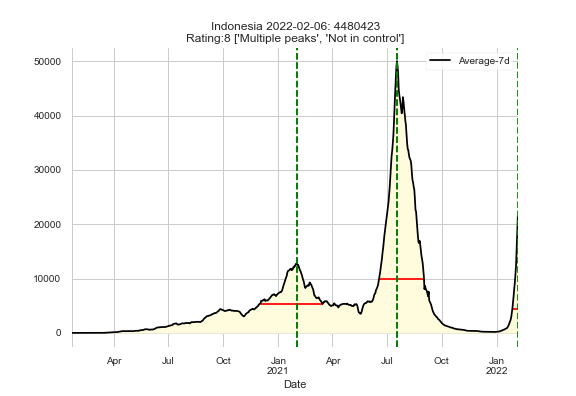 Indonesia 2022-02-06: 4480423
Rating:8 ['Multiple peaks', 'Not in control']
Average-7d
50000
40000
30000
20000
10000
0
Apr Jul Oct Jan Apr Jul Oct Jan
2021 2022
Date